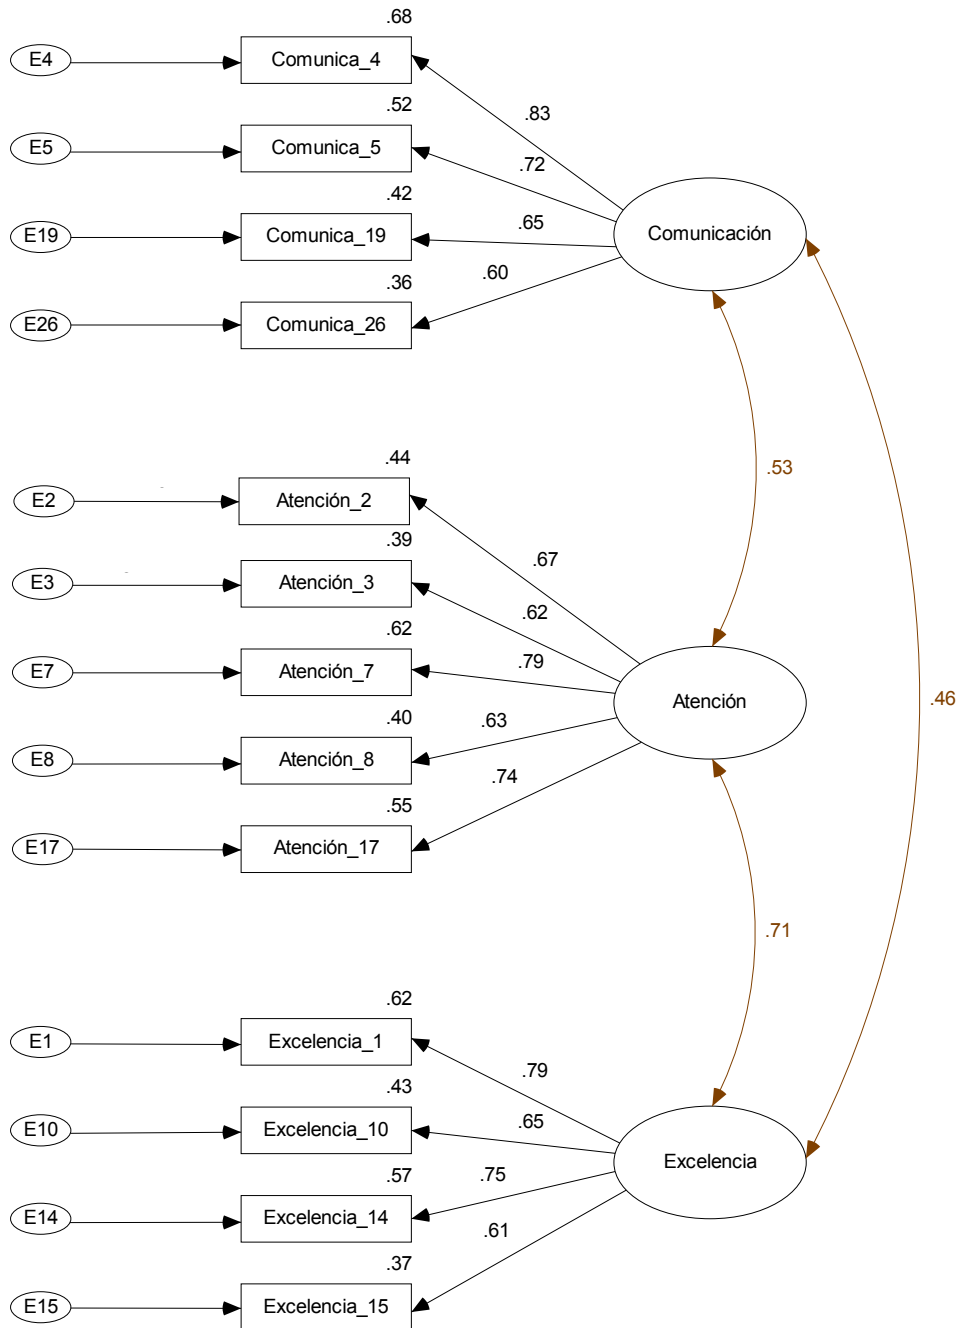 .68
E4
Comunica_4
.83
.52
E5
Comunica_5
.72
.42
E19
Comunica_19
.65
Comunicación
.36
E26
Comunica_26
.60
.53
.44
E2
Atención_2
.67
.39
E3
Atención_3
.62
.62
E7
Atención_7
.79
Atención
.46
.40
E8
Atención_8
.63
.55
E17
Atención_17
.74
.71
.62
E1
Excelencia_1
.79
.43
E10
Excelencia_10
.65
Excelencia
.57
E14
Excelencia_14
.75
.37
E15
Excelencia_15
.61